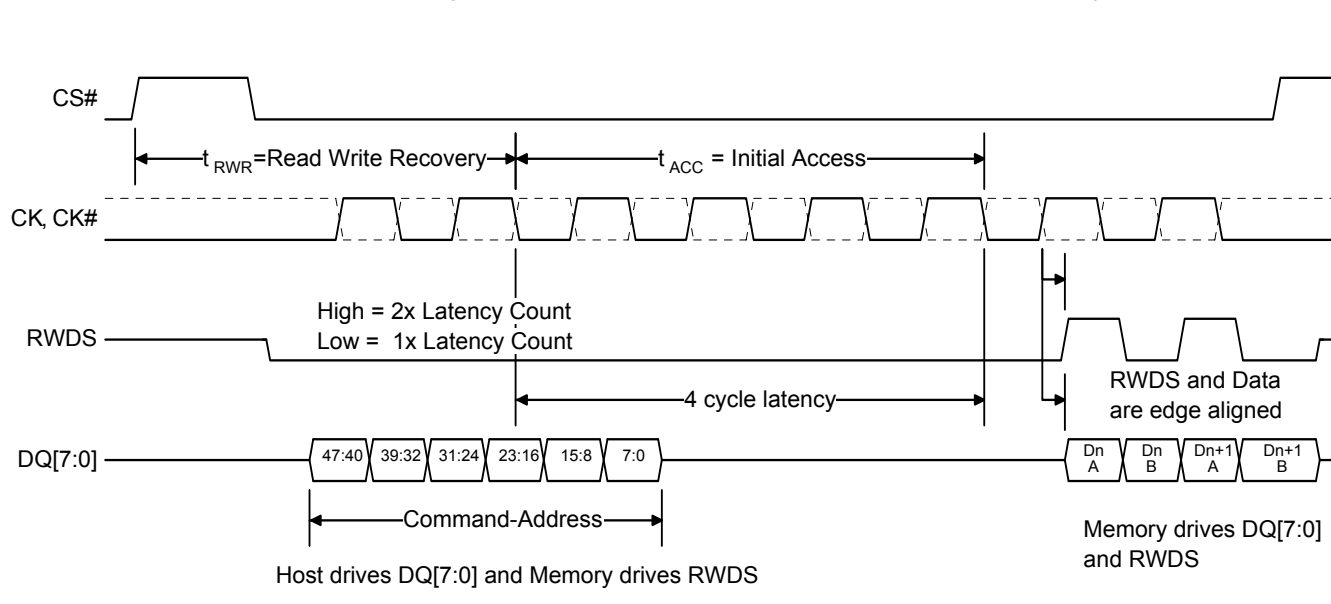 CS#
t RWR=Read Write Recovery
t ACC = Initial Access
CK, CK#
High = 2x Latency Count
Low = 1x Latency Count
RWDS
4 cycle latency
RWDS and Data
are edge aligned
DQ[7:0]
47:40 39:32 31:24 23:16 15:8 7:0
Dn Dn Dn+1 Dn+1
A B A B
Command-Address
Memory drives DQ[7:0]
and RWDS
Host drives DQ[7:0] and Memory drives RWDS